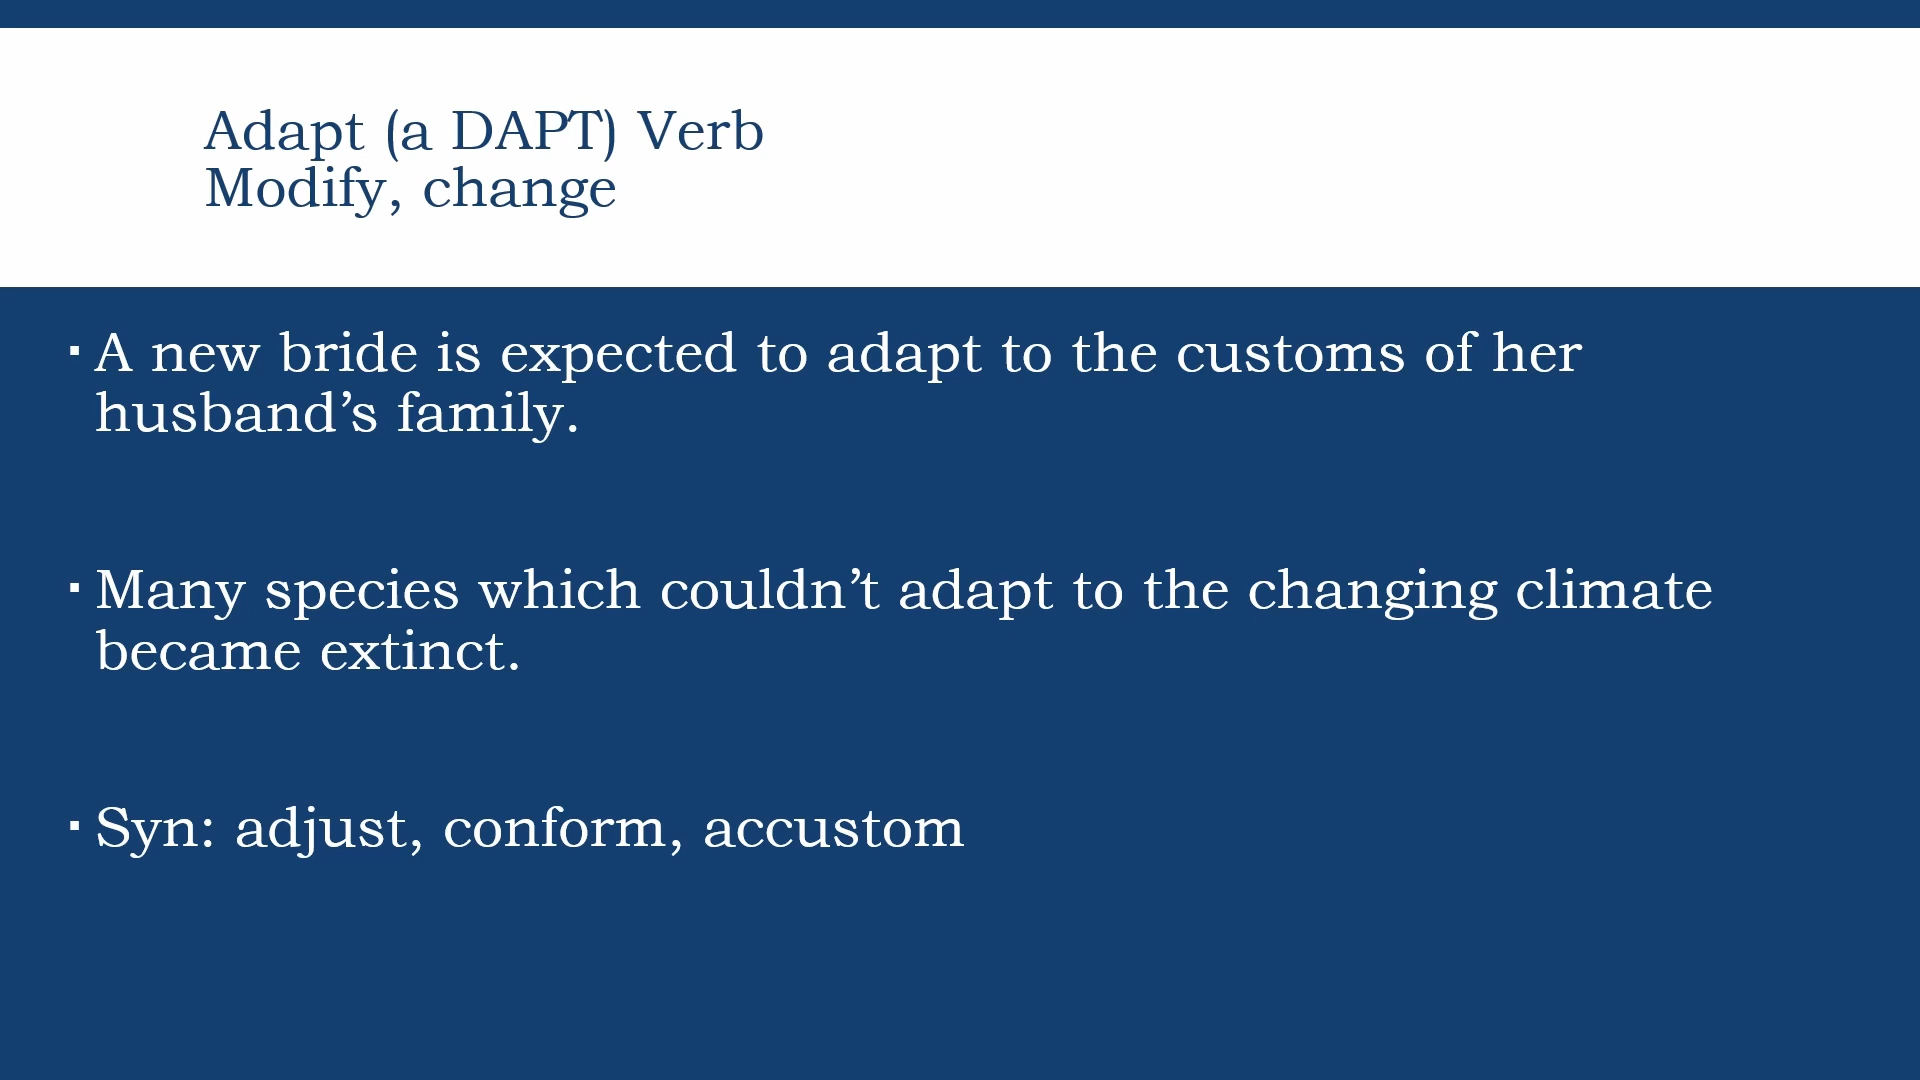 Adapt (a DAPT) Verb
Modify, change
▪ A new bride is expected to adapt to the customs of her
husband’s family.
▪ Many species which couldn’t adapt to the changing climate
became extinct.
▪ Syn: adjust, conform, accustom